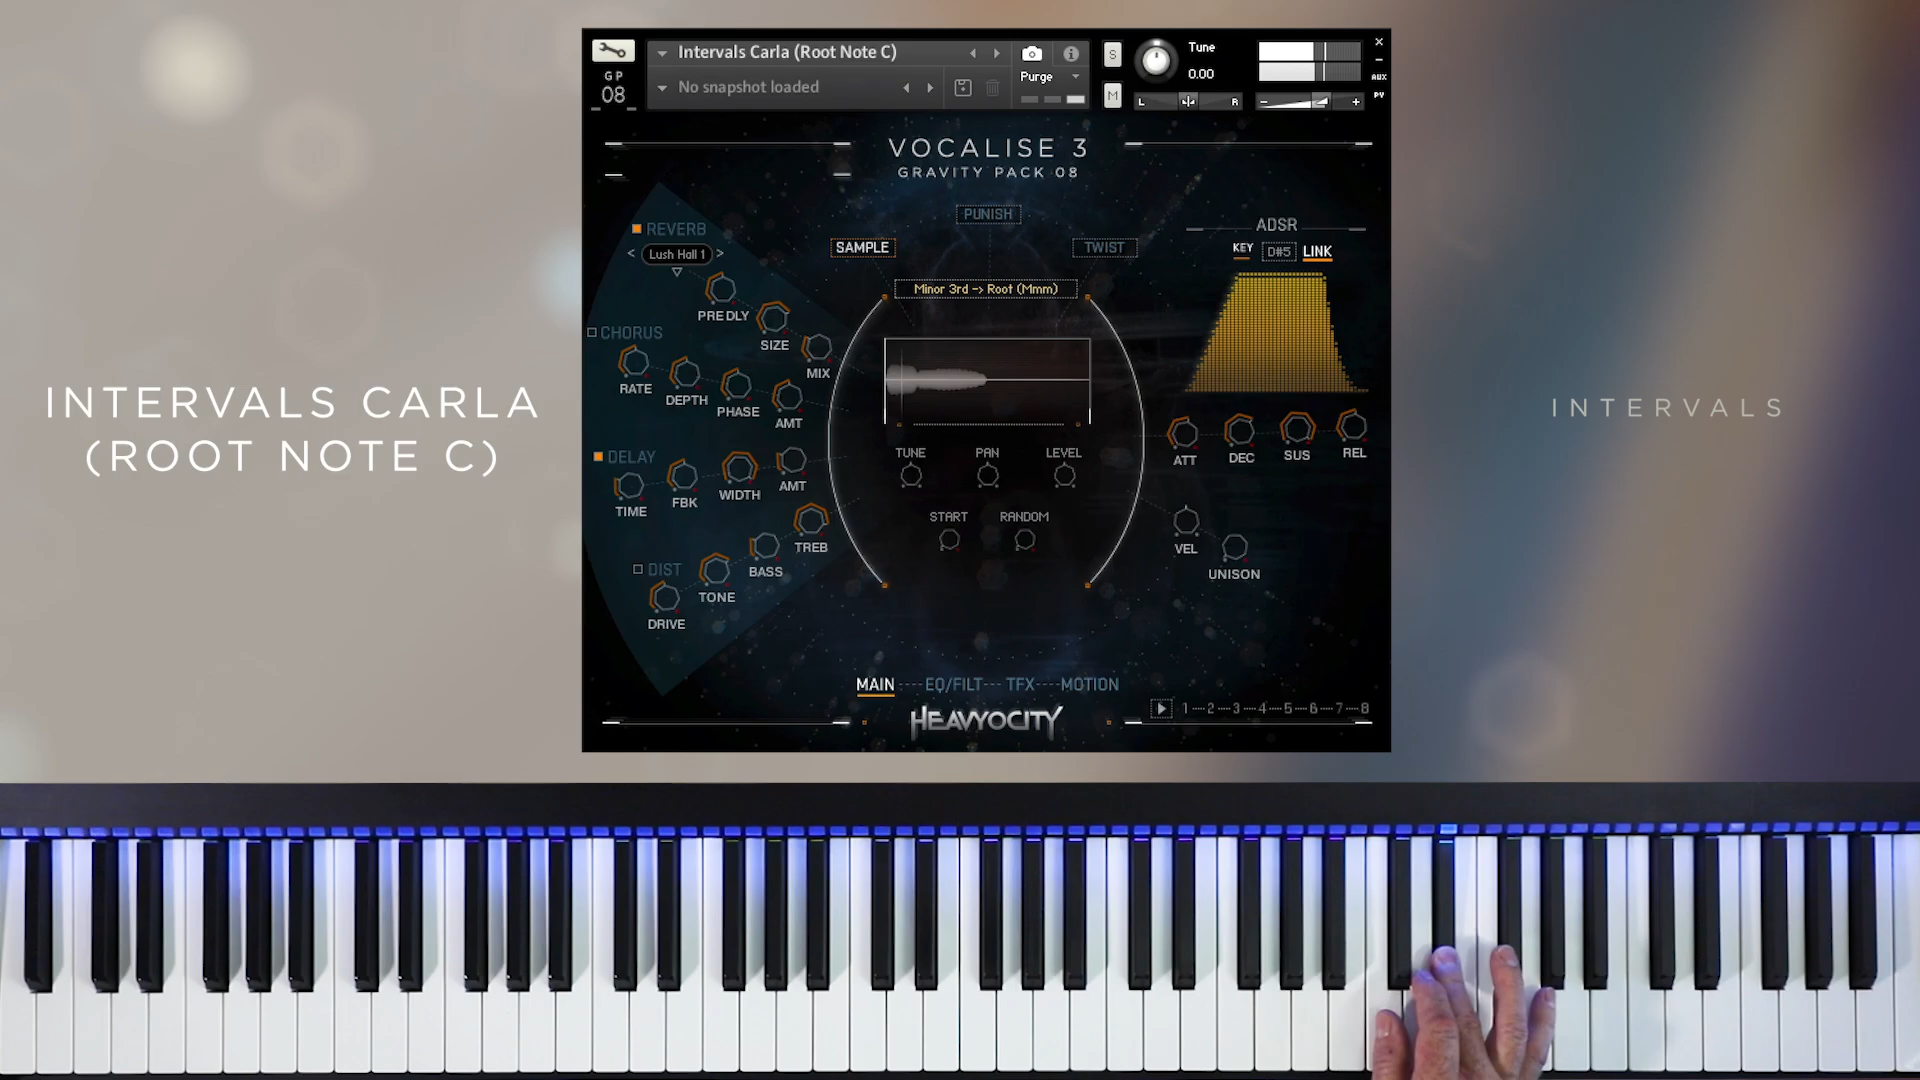 Intervals Carla (Root Note C)
GP
08
No snapshot loaded
Purge
S
M
Tune
0.00
L
R
AUX
PV
VOCALISE 3
GRAVITY PACK 08
PUNISH
SAMPLE
TWIST
Minor 3rd -> Root (Mmm)
REVERB
< Lush Hall 1 >
PRE DLY
SIZE
MIX
CHORUS
RATE
DEPTH
PHASE
AMT
DELAY
TIME
FBK
WIDTH
AMT
DIST
DRIVE
TONE
BASS
TREB
TUNE
PAN
LEVEL
START
RANDOM
ADSR
KEY D#5 LINK
ATT
DEC
SUS
REL
VEL
UNISON
INTERVALS CARLA
(ROOT NOTE C)
INTERVALS
MAIN EQ/FILT TFX MOTION
HEAVYOCITY
1 2 3 4 5 6 7 8